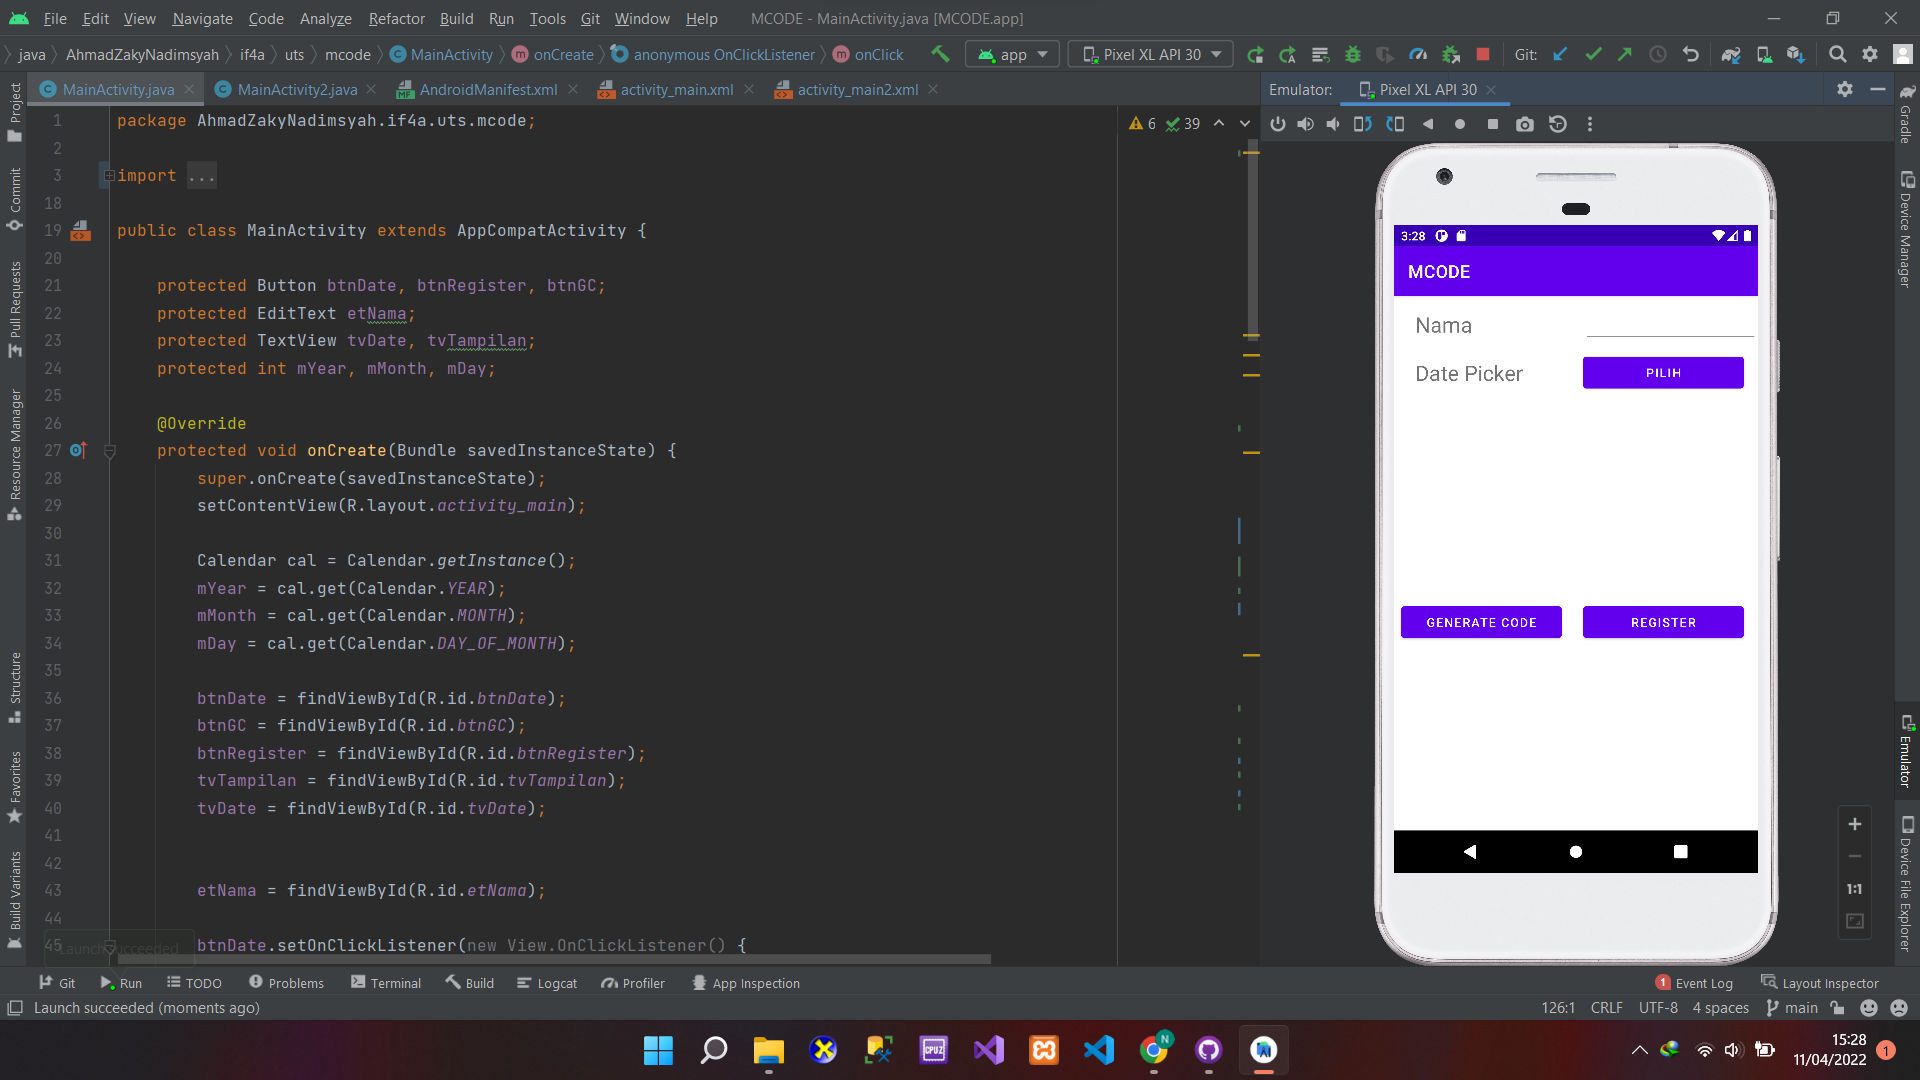 File Edit View Navigate Code Analyze Refactor Build Run Tools Git Window Help MCODE - MainActivity.java [MCODE.app]
java AhmadZakyNadimsyah if4a uts mcode MainActivity onCreate anonymous OnClickListener onClick app Pixel XL API 30 Git:
MainActivity.java MainActivity2.java AndroidManifest.xml activity_main.xml activity_main2.xml Emulator: Pixel XL API 30
6 39
1 package AhmadZakyNadimsyah.if4a.uts.mcode;
2
3 import ...
18
19 public class MainActivity extends AppCompatActivity {
20
21 protected Button btnDate, btnRegister, btnGC;
22 protected EditText etNama;
23 protected TextView tvDate, tvTampilan;
24 protected int mYear, mMonth, mDay;
25
26 @Override
27 protected void onCreate(Bundle savedInstanceState) {
28 super.onCreate(savedInstanceState);
29 setContentView(R.layout.activity_main);
30
31 Calendar cal = Calendar.getInstance();
32 mYear = cal.get(Calendar.YEAR);
33 mMonth = cal.get(Calendar.MONTH);
34 mDay = cal.get(Calendar.DAY_OF_MONTH);
35
36 btnDate = findViewById(R.id.btnDate);
37 btnGC = findViewById(R.id.btnGC);
38 btnRegister = findViewById(R.id.btnRegister);
39 tvTampilan = findViewById(R.id.tvTampilan);
40 tvDate = findViewById(R.id.tvDate);
41
42
43 etNama = findViewById(R.id.etNama);
44
45 btnDate.setOnClickListener(new View.OnClickListener() {
Launch succeeded
Project
Commit
Pull Requests
Resource Manager
Structure
Favorites
Build Variants
3:28
MCODE
Nama
Date Picker PILIH
GENERATE CODE REGISTER
1:1
Gradle
Device Manager
Emulator
Device File Explorer
Git Run TODO Problems Terminal Build Logcat Profiler App Inspection 1 Event Log Layout Inspector
Launch succeeded (moments ago) 126:1 CRLF UTF-8 4 spaces main
CPUZ
N
15:28
11/04/2022
1